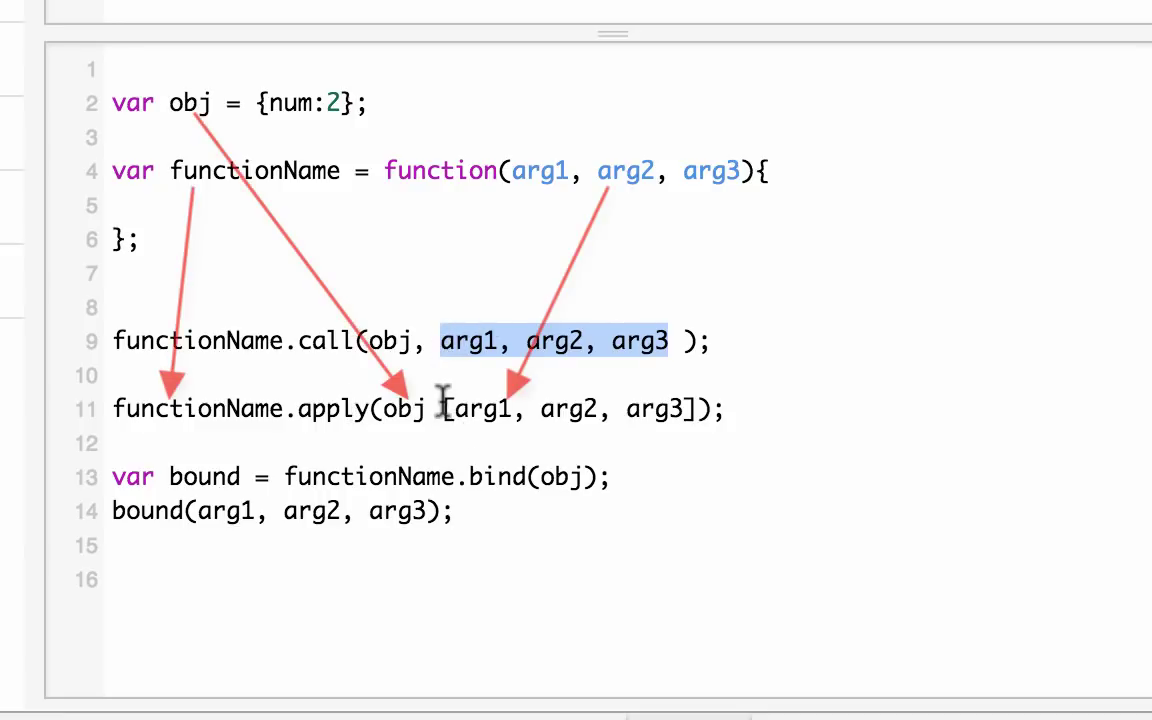 1
2 var obj = {num:2};
3
4 var functionName = function(arg1, arg2, arg3){
5
6 };
7
8
9 functionName.call(obj, arg1, arg2, arg3 );
10
11 functionName.apply(obj [arg1, arg2, arg3]);
12
13 var bound = functionName.bind(obj);
14 bound(arg1, arg2, arg3);
15
16